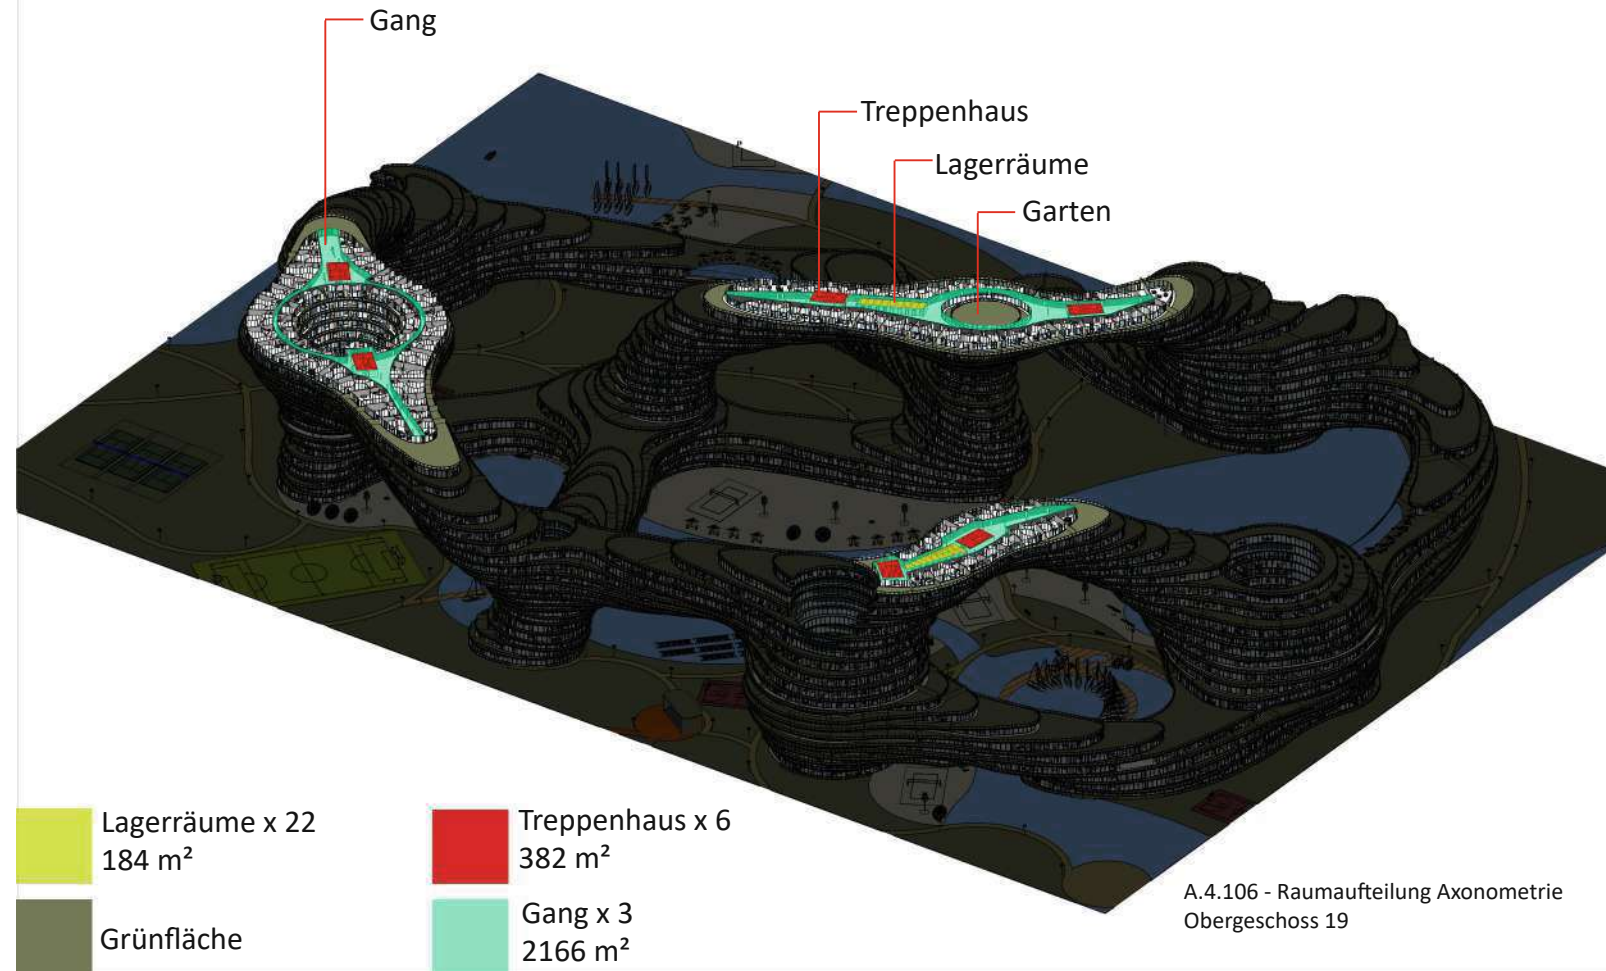 Gang
Treppenhaus
Lagerräume
Garten
Lagerräume x 22
184 m²
Treppenhaus x 6
382 m²
Grünfläche
Gang x 3
2166 m²
A.4.106 - Raumaufteilung Axonometrie
Obergeschoss 19